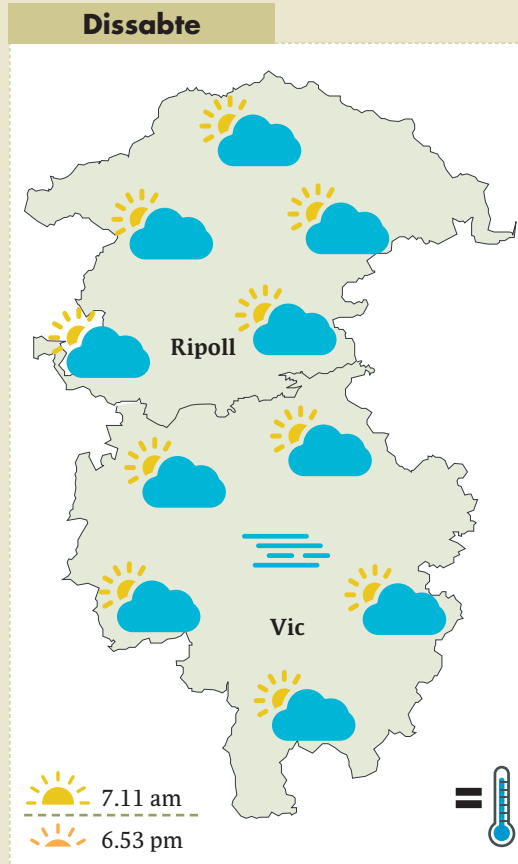 Dissabte
Ripoll
Vic
7.11 am
6.53 pm
=